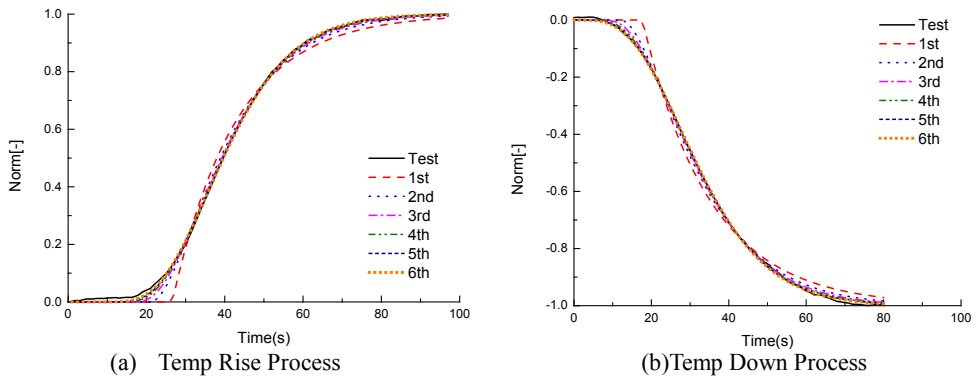 1.0
0.8
0.6
0.4
0.2
0.0
Norm[-]
0 20 40 60 80 100
Time(s)
Test
1st
2nd
3rd
4th
5th
6th
(a) Temp Rise Process
0.0
-0.2
-0.4
-0.6
-0.8
-1.0
Norm[-]
0 20 40 60 80 100
Time(s)
Test
1st
2nd
3rd
4th
5th
6th
(b)Temp Down Process